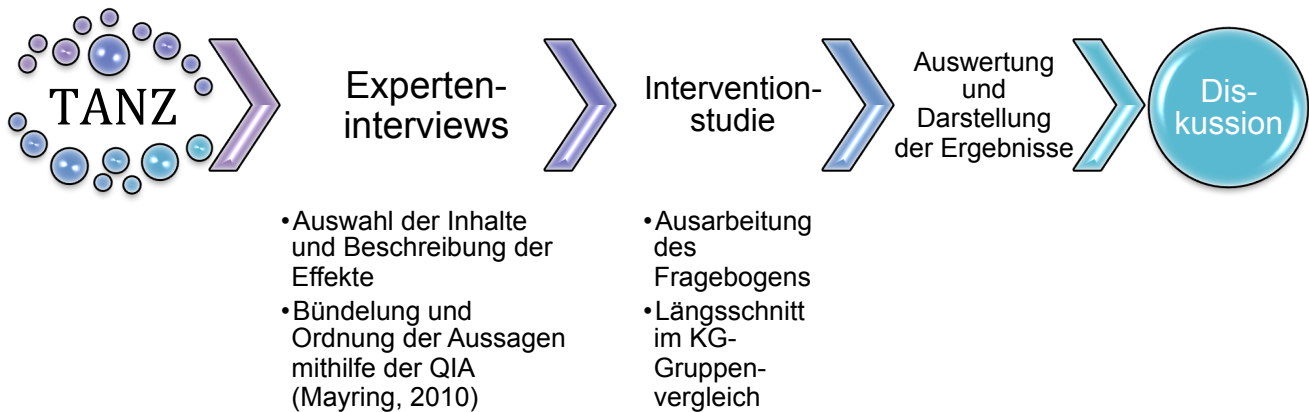 TANZ
Experten-
interviews
•Auswahl der Inhalte
und Beschreibung der
Effekte
•Bündelung und
Ordnung der Aussagen
mithilfe der QIA
(Mayring, 2010)
Intervention-
studie
•Ausarbeitung
des
Fragebogens
•Längsschnitt
im KG-
Gruppen-
vergleich
Auswertung
und
Darstellung
der Ergebnisse
Dis-
kussion